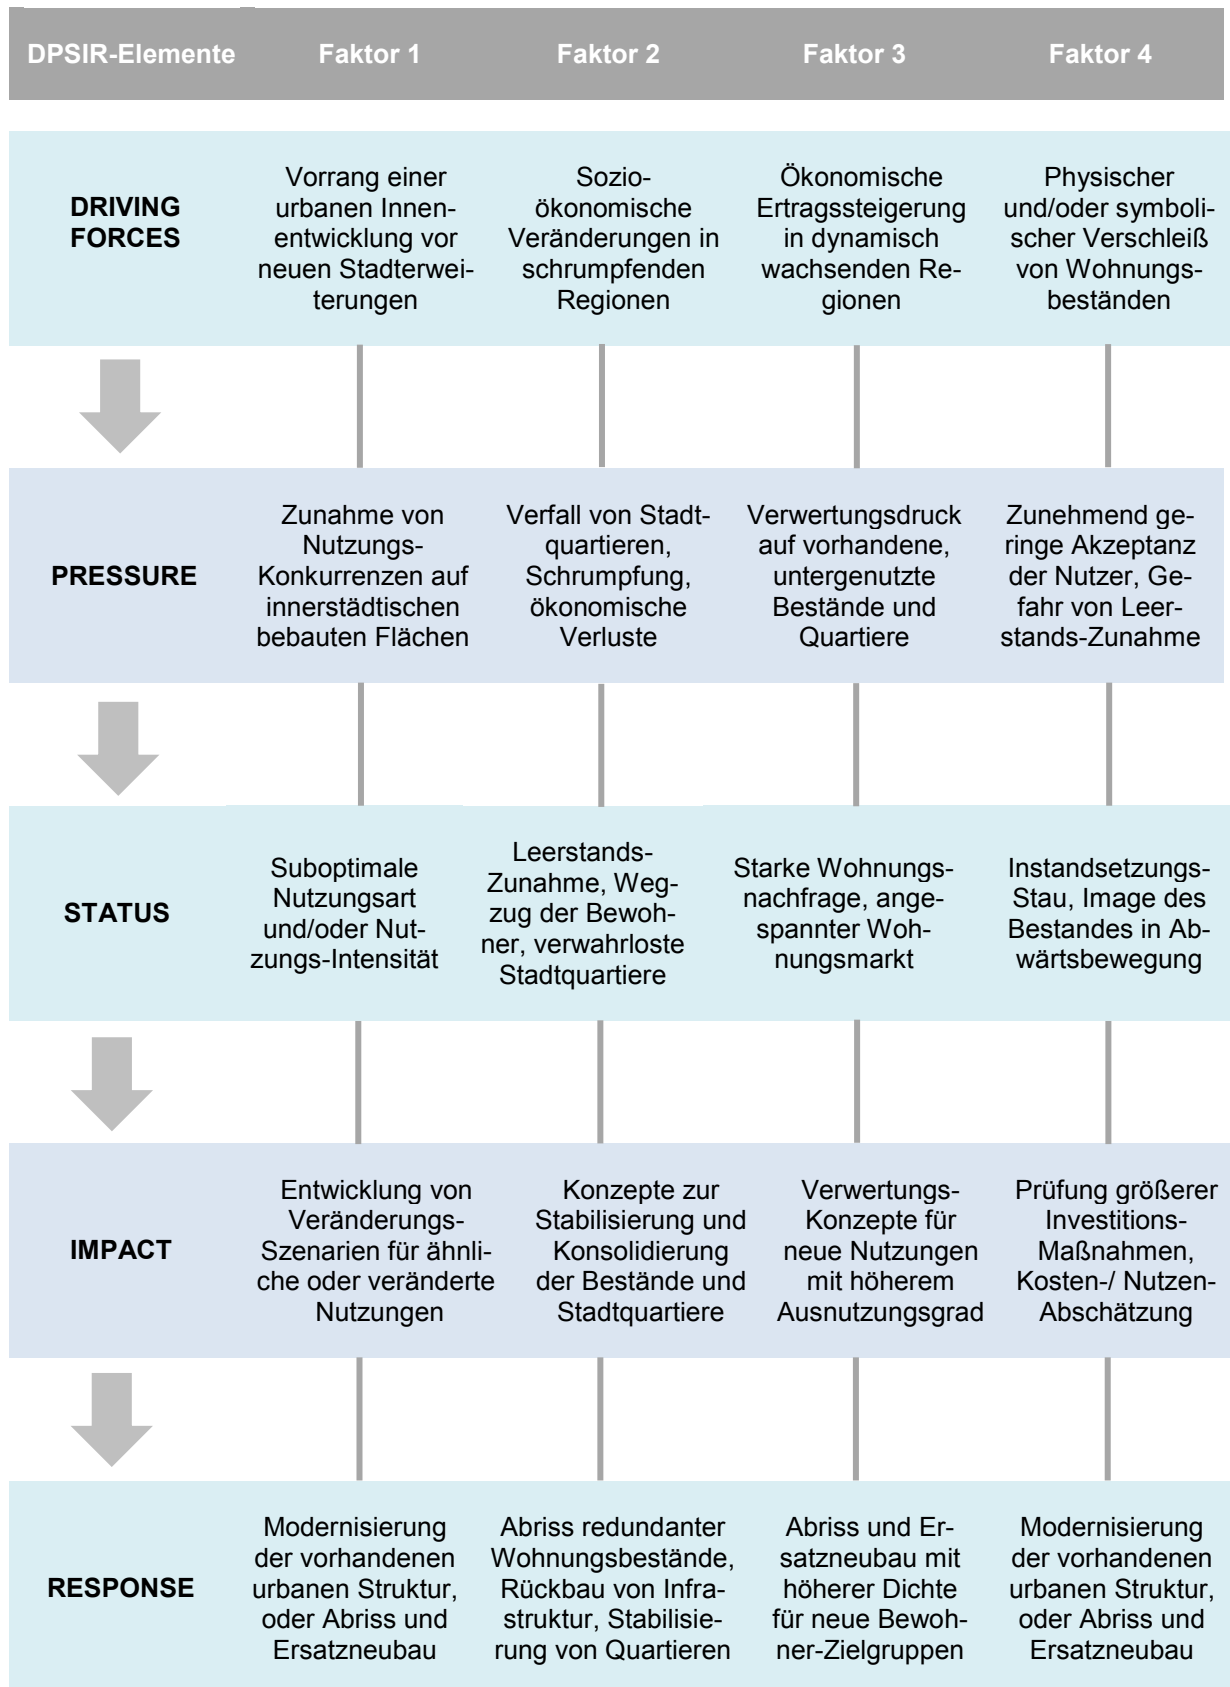 DPSIR-Elemente Faktor 1 Faktor 2 Faktor 3 Faktor 4
DRIVING
FORCES
Vorrang einer
urbanen Innen-
entwicklung vor
neuen Stadterwei-
terungen
Sozio-
ökonomische
Veränderungen in
schrumpfenden
Regionen
Ökonomische
Ertragssteigerung
in dynamisch
wachsenden Re-
gionen
Physischer
und/oder symboli-
scher Verschleiß
von Wohnungs-
beständen
PRESSURE
Zunahme von
Nutzungs-
Konkurrenzen auf
innerstädtischen
bebauten Flächen
Verfall von Stadt-
quartieren,
Schrumpfung,
ökonomische
Verluste
Verwertungsdruck
auf vorhandene,
untergenutzte
Bestände und
Quartiere
Zunehmend ge-
ringe Akzeptanz
der Nutzer, Ge-
fahr von Leer-
stands-Zunahme
STATUS
Suboptimale
Nutzungsart
und/oder Nut-
zungs-Intensität
Leerstands-
Zunahme, Weg-
zug der Bewoh-
ner, verwahrloste
Stadtquartiere
Starke Wohnungs-
nachfrage, ange-
spannter Woh-
nungsmarkt
Instandsetzungs-
Stau, Image des
Bestandes in Ab-
wärtsbewegung
IMPACT
Entwicklung von
Veränderungs-
Szenarien für ähnli-
che oder veränderte
Nutzungen
Konzepte zur
Stabilisierung und
Konsolidierung
der Bestände und
Stadtquartiere
Verwertungs-
Konzepte für
neue Nutzungen
mit höherem
Ausnutzungsgrad
Prüfung größerer
Investitions-
Maßnahmen,
Kosten-/ Nutzen-
Abschätzung
RESPONSE
Modernisierung
der vorhandenen
urbanen Struktur,
oder Abriss und
Ersatzneubau
Abriss redundanter
Wohnungsbestände,
Rückbau von Infra-
struktur, Stabilisie-
rung von Quartieren
Abriss und Er-
satzneubau mit
höherer Dichte
für neue Bewoh-
ner-Zielgruppen
Modernisierung
der vorhandenen
urbanen Struktur,
oder Abriss und
Ersatzneubau